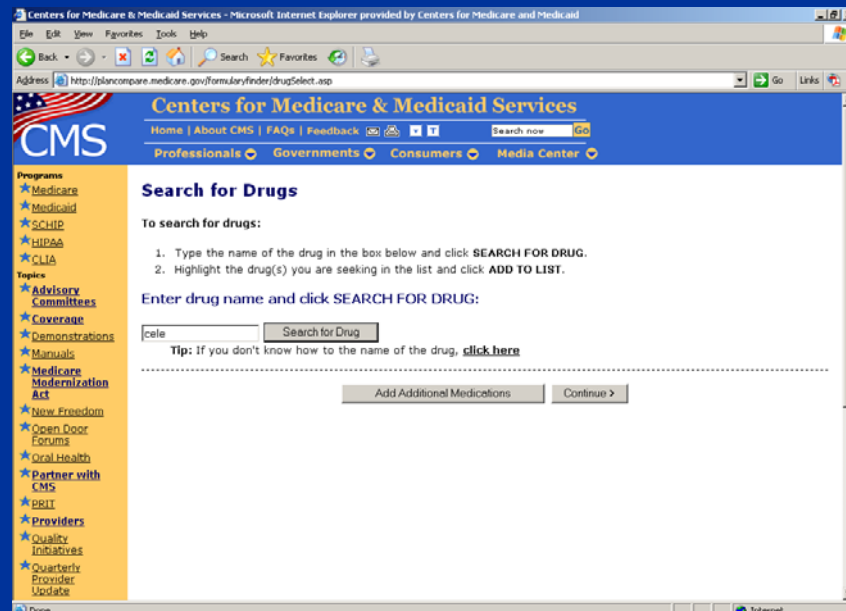 Centers for Medicare & Medicaid Services - Microsoft Internet Explorer provided by Centers for Medicare and Medicaid
File Edit View Favorites Tools Help
Back Search Favorites
Address http://plancompare.medicare.gov/formularyfinder/drugSelect.asp Go Links
CMS
Centers for Medicare & Medicaid Services
Home | About CMS | FAQs | Feedback T Search now Go
Professionals Governments Consumers Media Center
Programs
Medicare
Medicaid
SCHIP
HIPAA
CLIA
Topics
Advisory
Committees
Coverage
Demonstrations
Manuals
Medicare
Modernization
Act
New Freedom
Open Door
Forums
Oral Health
Partner with
CMS
PRIT
Providers
Quality
Initiatives
Quarterly
Provider
Update
Search for Drugs
To search for drugs:
1. Type the name of the drug in the box below and click SEARCH FOR DRUG.
2. Highlight the drug(s) you are seeking in the list and click ADD TO LIST.
Enter drug name and click SEARCH FOR DRUG:
cele Search for Drug
Tip: If you don't know how to the name of the drug, click here
Add Additional Medications Continue >
Done Internet